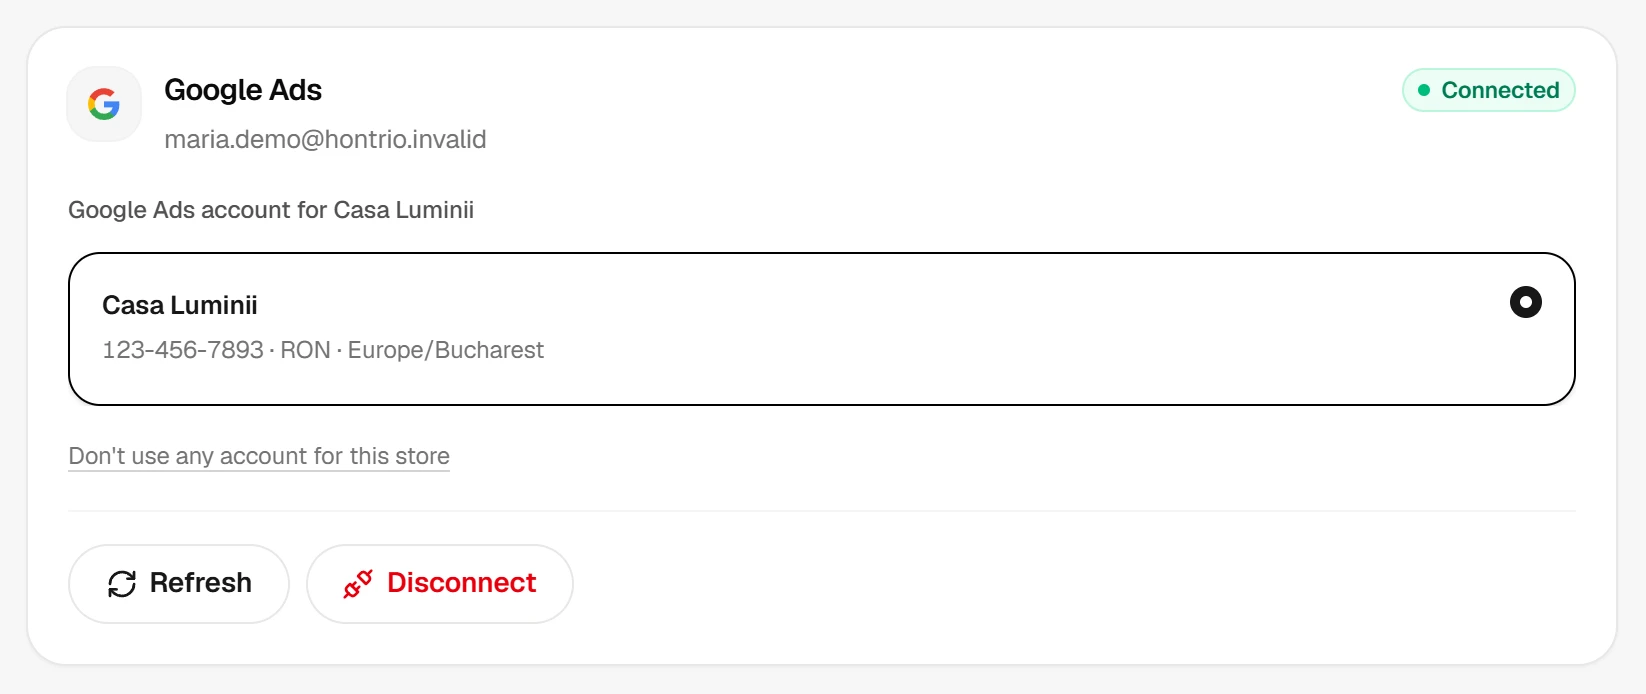 Google Ads
Connected
maria.demo@hontrio.invalid
Google Ads account for Casa Luminii
Casa Luminii
123-456-7893 · RON · Europe/Bucharest
Don't use any account for this store
Refresh
Disconnect